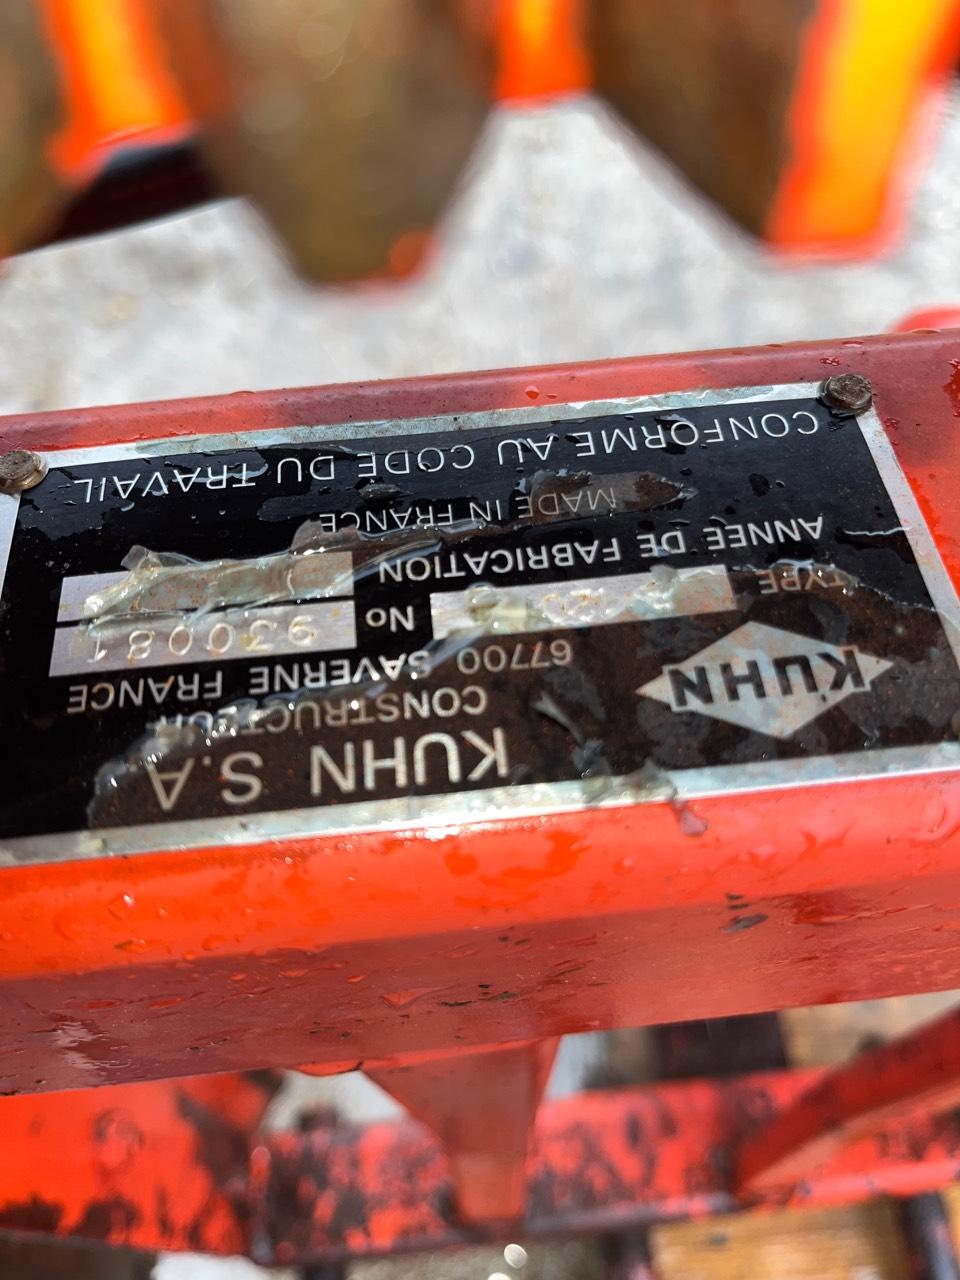 KUHN S.A
CONSTRUCTEUR
67700 SAVERNE FRANCE
KUHN
TYPE
No 930081
ANNÉE DE FABRICATION
MADE IN FRANCE
CONFORME AU CODE DU TRAVAIL